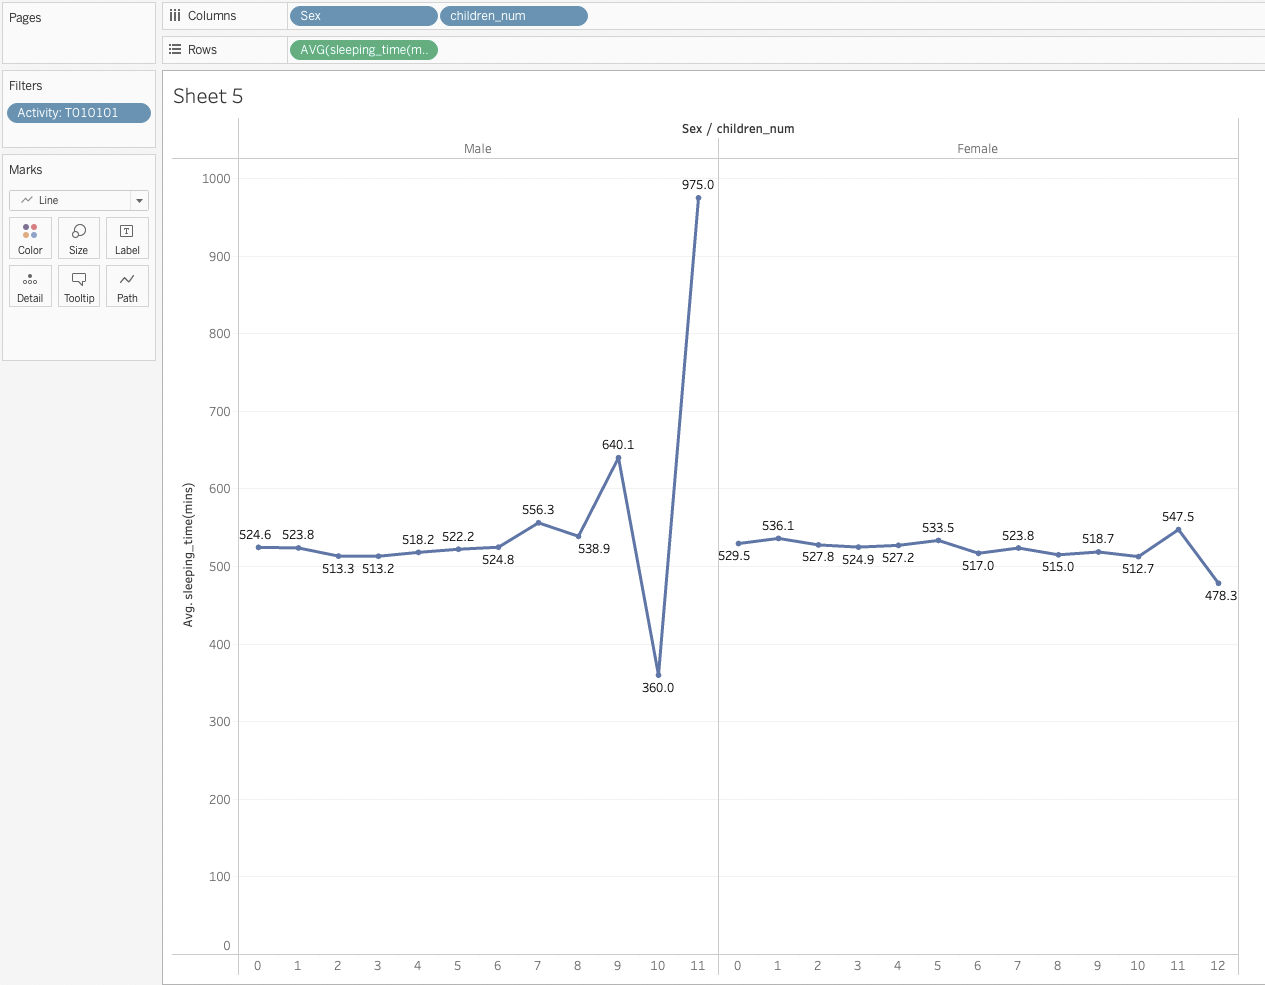 Pages
Columns
Sex
children_num
Rows
AVG(sleeping_time(m..
Filters
Activity: T010101
Marks
Line
Color
Size
Label
Detail
Tooltip
Path
Sheet 5
Sex / children_num
Male
Female
Avg. sleeping_time(mins)
1000
900
800
700
600
500
400
300
200
100
0
524.6
523.8
513.3
513.2
518.2
522.2
524.8
556.3
538.9
640.1
360.0
975.0
529.5
536.1
527.8
524.9
527.2
533.5
517.0
523.8
515.0
518.7
512.7
547.5
478.3
0 1 2 3 4 5 6 7 8 9 10 11
0 1 2 3 4 5 6 7 8 9 10 11 12